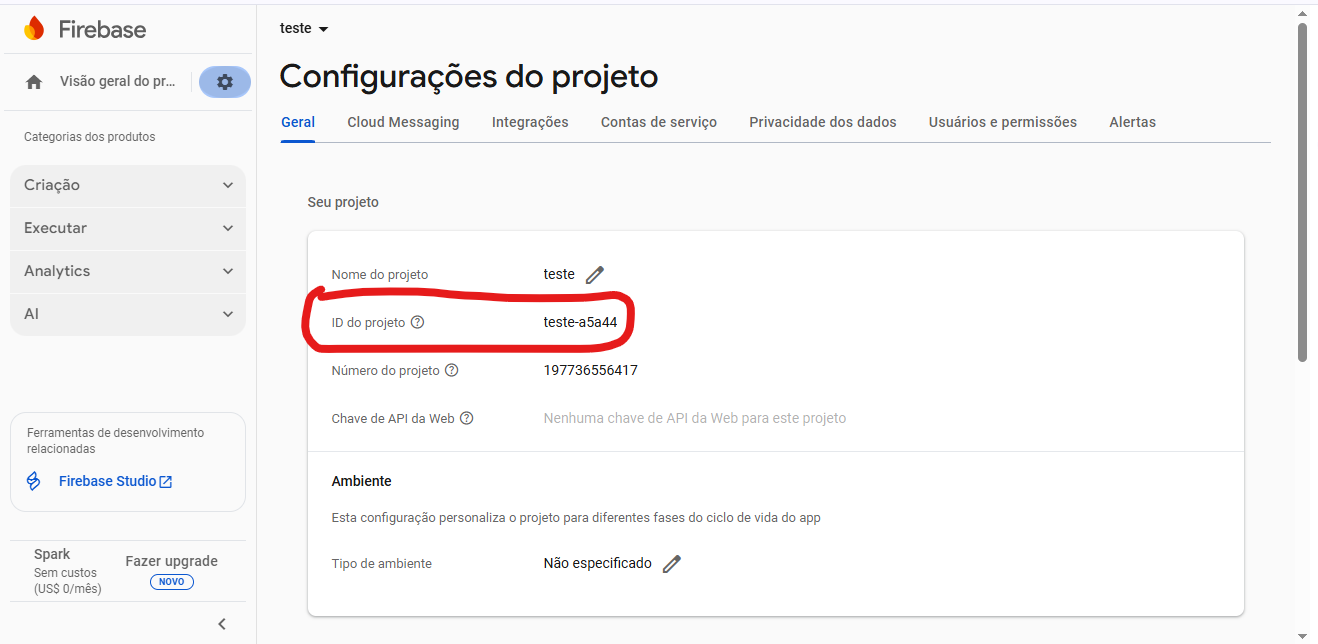 Firebase
Visão geral do pr...
Categorias dos produtos
Criação
Executar
Analytics
AI
Ferramentas de desenvolvimento
relacionadas
Firebase Studio
Spark
Sem custos
(US$ 0/mês)
Fazer upgrade
NOVO
teste
Configurações do projeto
Geral Cloud Messaging Integrações Contas de serviço Privacidade dos dados Usuários e permissões Alertas
Seu projeto
Nome do projeto teste
ID do projeto ? teste-a5a44
Número do projeto ? 197736556417
Chave de API da Web ? Nenhuma chave de API da Web para este projeto
Ambiente
Esta configuração personaliza o projeto para diferentes fases do ciclo de vida do app
Tipo de ambiente Não especificado